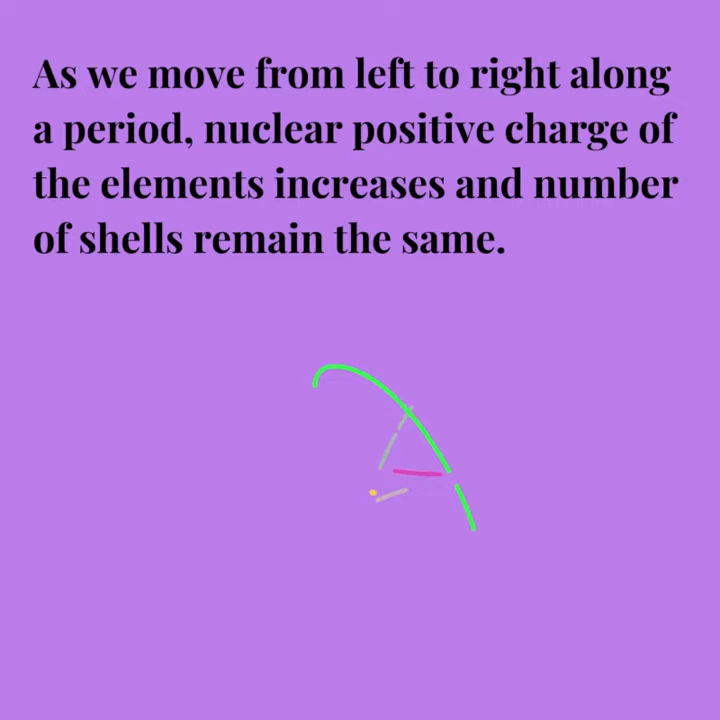 As we move from left to right along
a period, nuclear positive charge of
the elements increases and number
of shells remain the same.